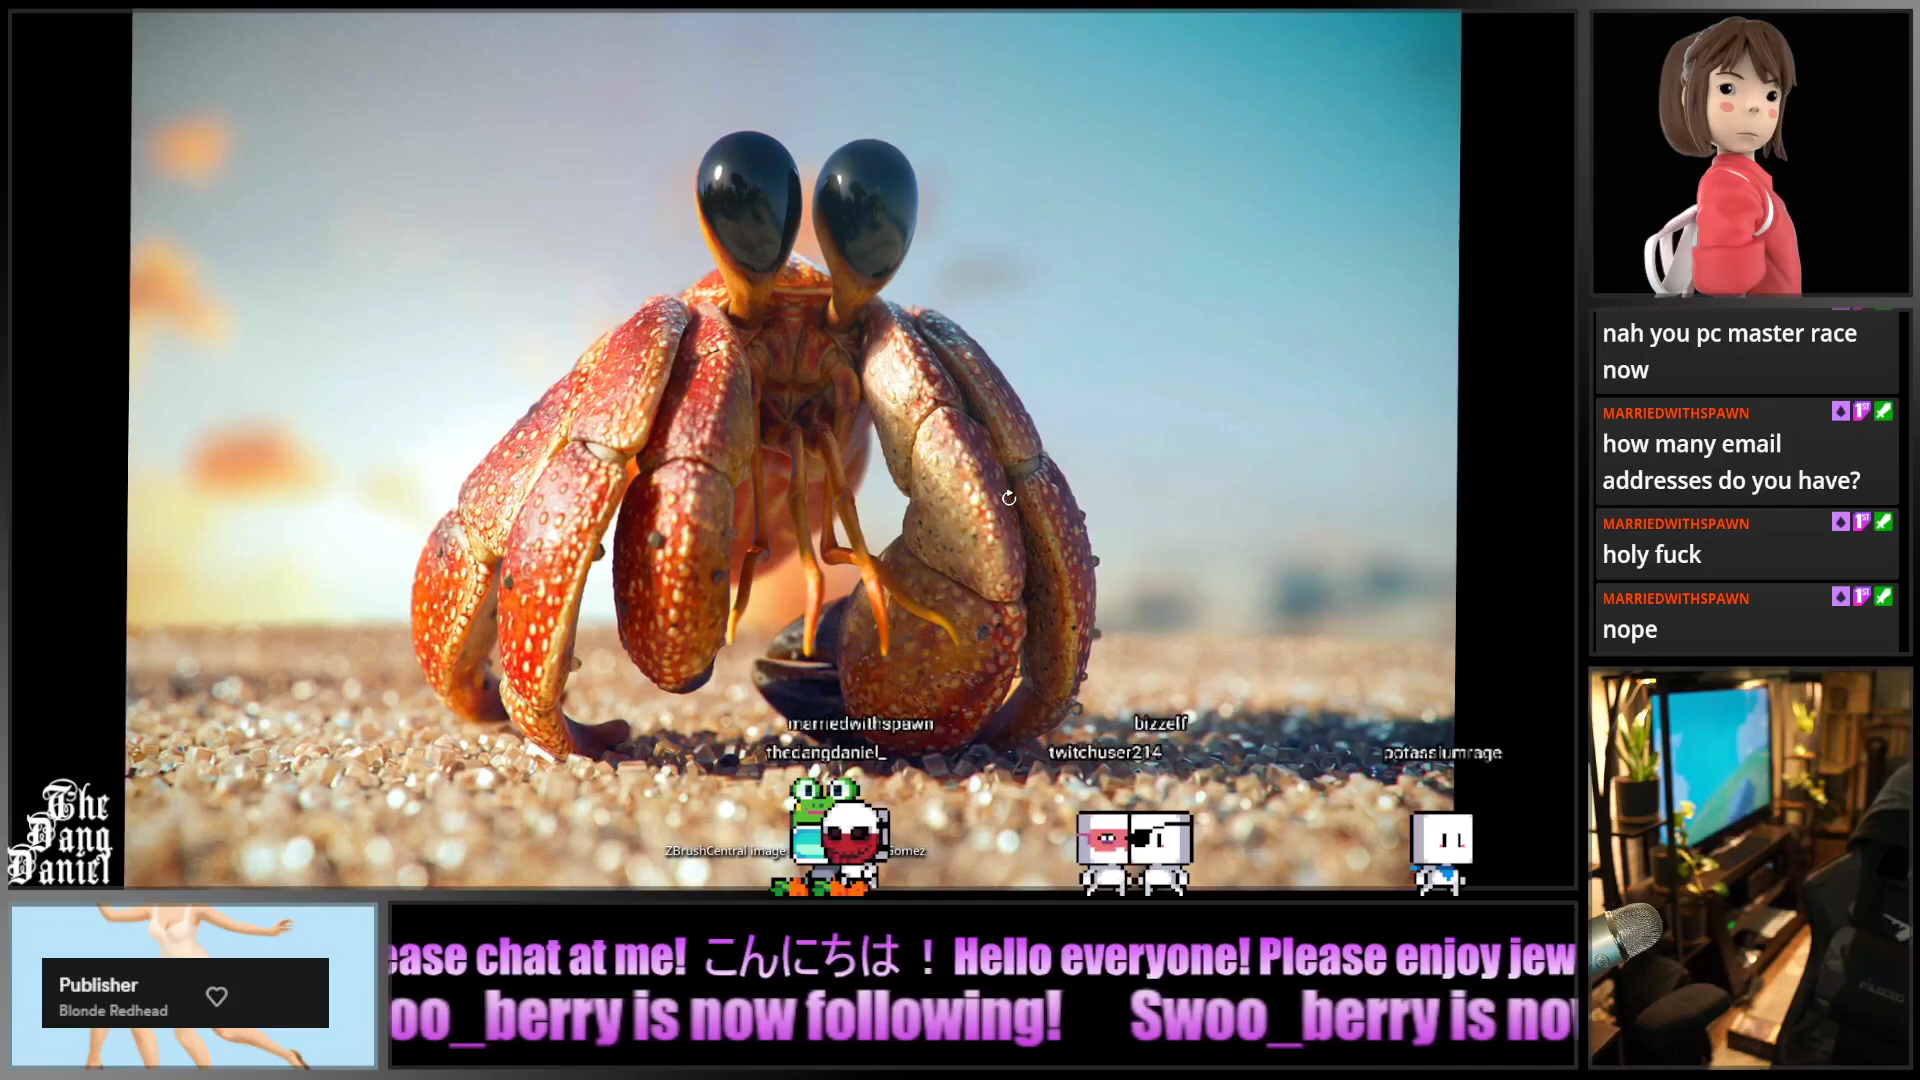 nah you pc master race
now
MARRIEDWITHSPAWN
how many email
addresses do you have?
MARRIEDWITHSPAWN
holy fuck
MARRIEDWITHSPAWN
nope
marriedwithspawn
bizzelf
thedangdaniel_
twitchuser214
potassiumrage
The
Dang
Daniel
ZBrushCentral image
Gomez
Publisher
Blonde Redhead
ease chat at me! こんにちは ! Hello everyone! Please enjoy jew
oo_berry is now following! Swoo_berry is no